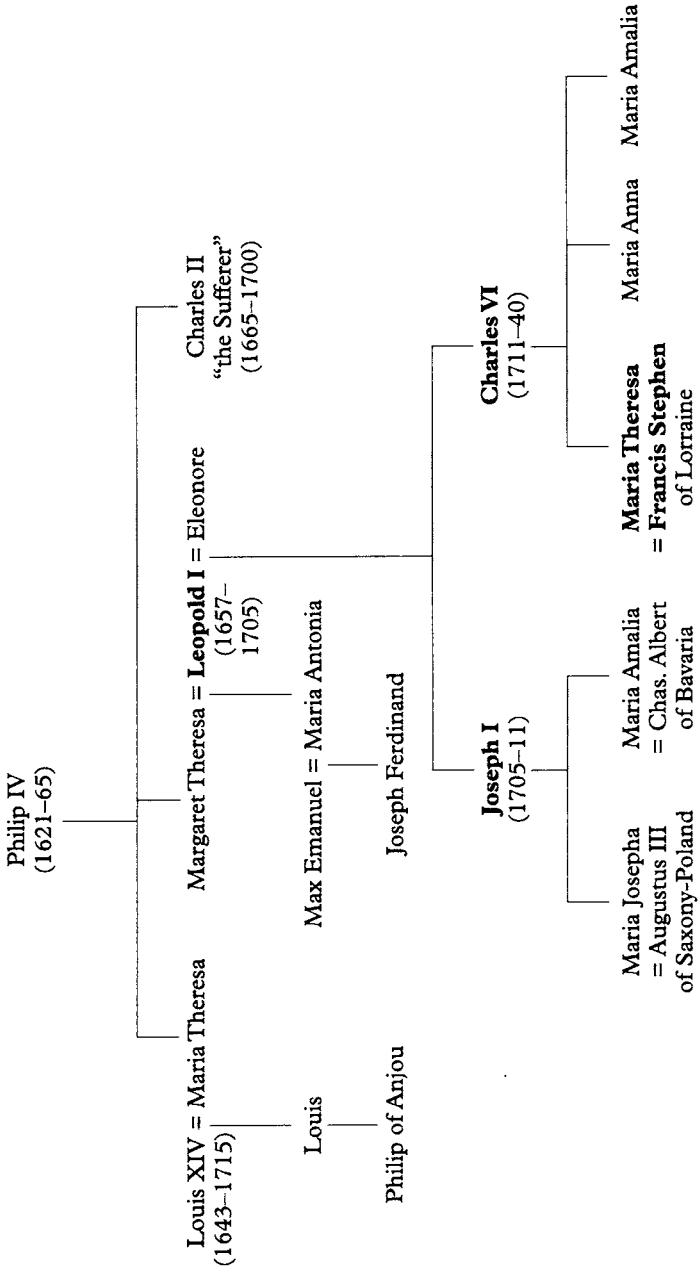 Philip IV
(1621–65)
Louis XIV = Maria Theresa
(1643–1715)
Margaret Theresa = Leopold I = Eleonore
(1657–
1705)
Charles II
"the Sufferer"
(1665–1700)
Louis
Max Emanuel = Maria Antonia
Philip of Anjou
Joseph Ferdinand
Joseph I
(1705–11)
Charles VI
(1711–40)
Maria Josepha
= Augustus III
of Saxony-Poland
Maria Amalia
= Chas. Albert
of Bavaria
Maria Theresa
= Francis Stephen
of Lorraine
Maria Anna
Maria Amalia